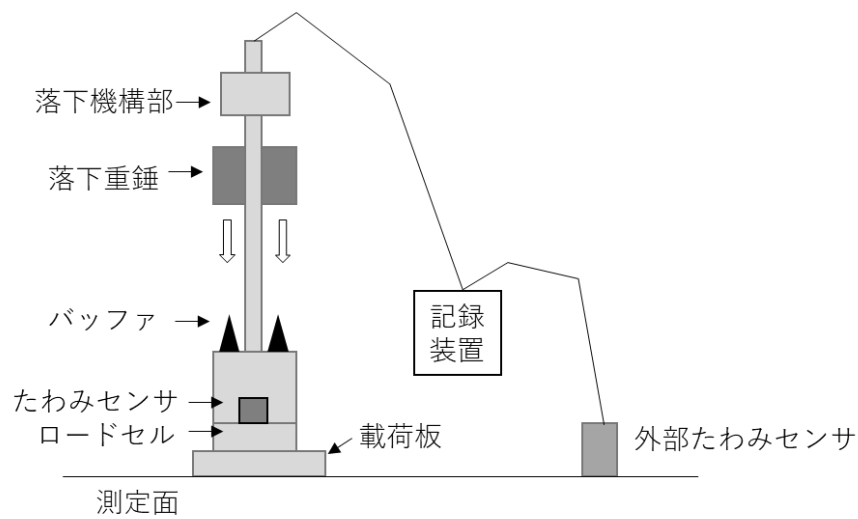 落下機構部
落下重錘
バッファ
記録
装置
たわみセンサ
ロードセル
載荷板
外部たわみセンサ
測定面